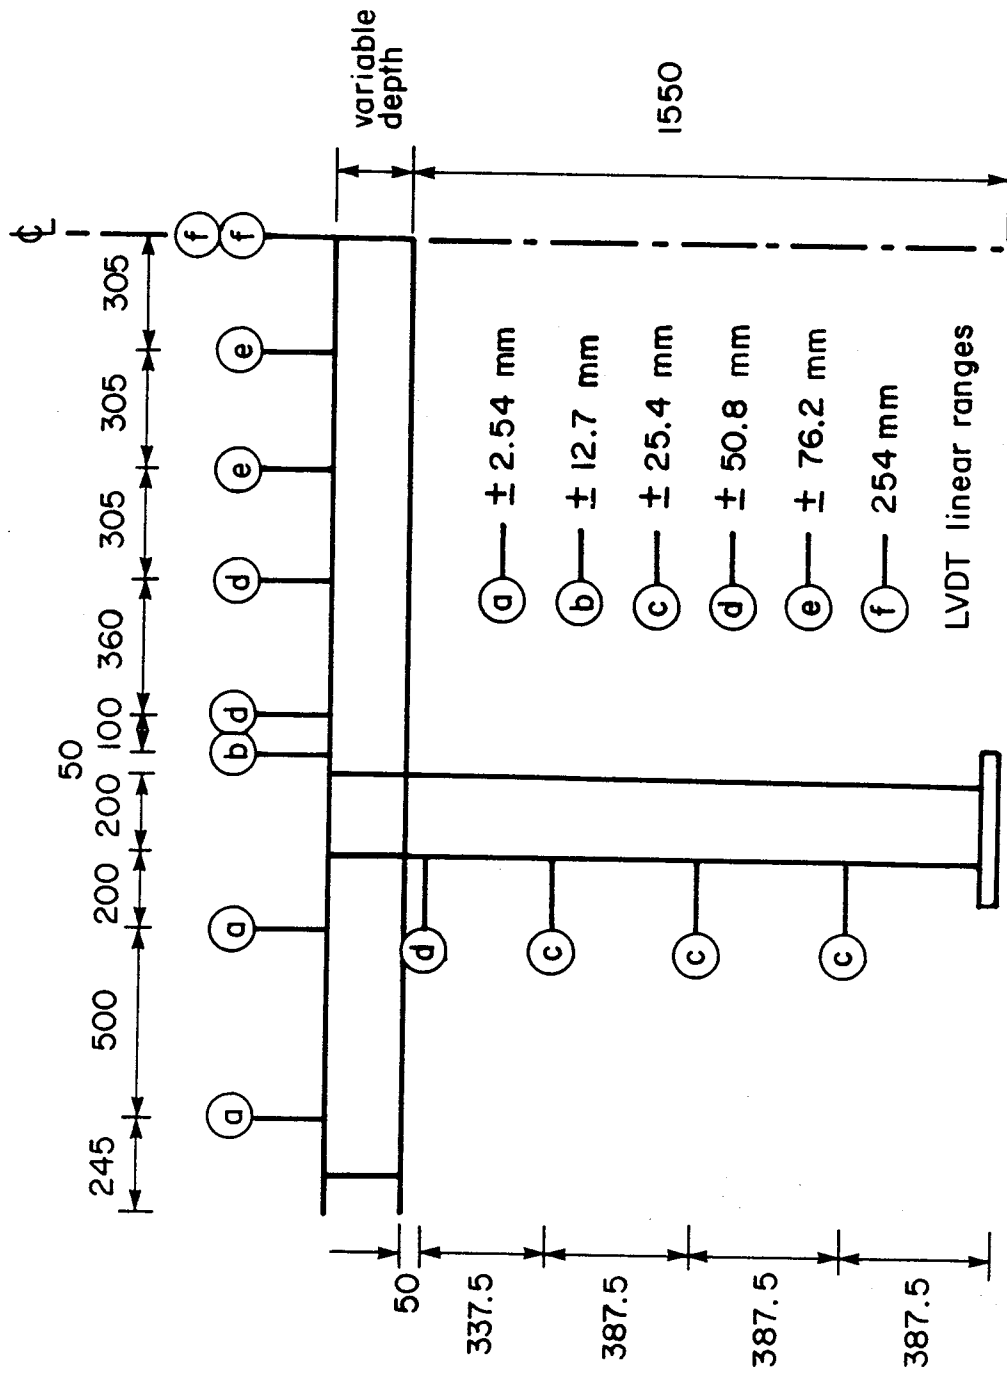 ℄
245
500
200
200
50
100
360
305
305
305
a
a
b
d
d
e
e
f
f
variable
depth
1550
50
337.5
387.5
387.5
387.5
d
c
c
c
a ± 2.54 mm
b ± 12.7 mm
c ± 25.4 mm
d ± 50.8 mm
e ± 76.2 mm
f 254 mm
LVDT linear ranges